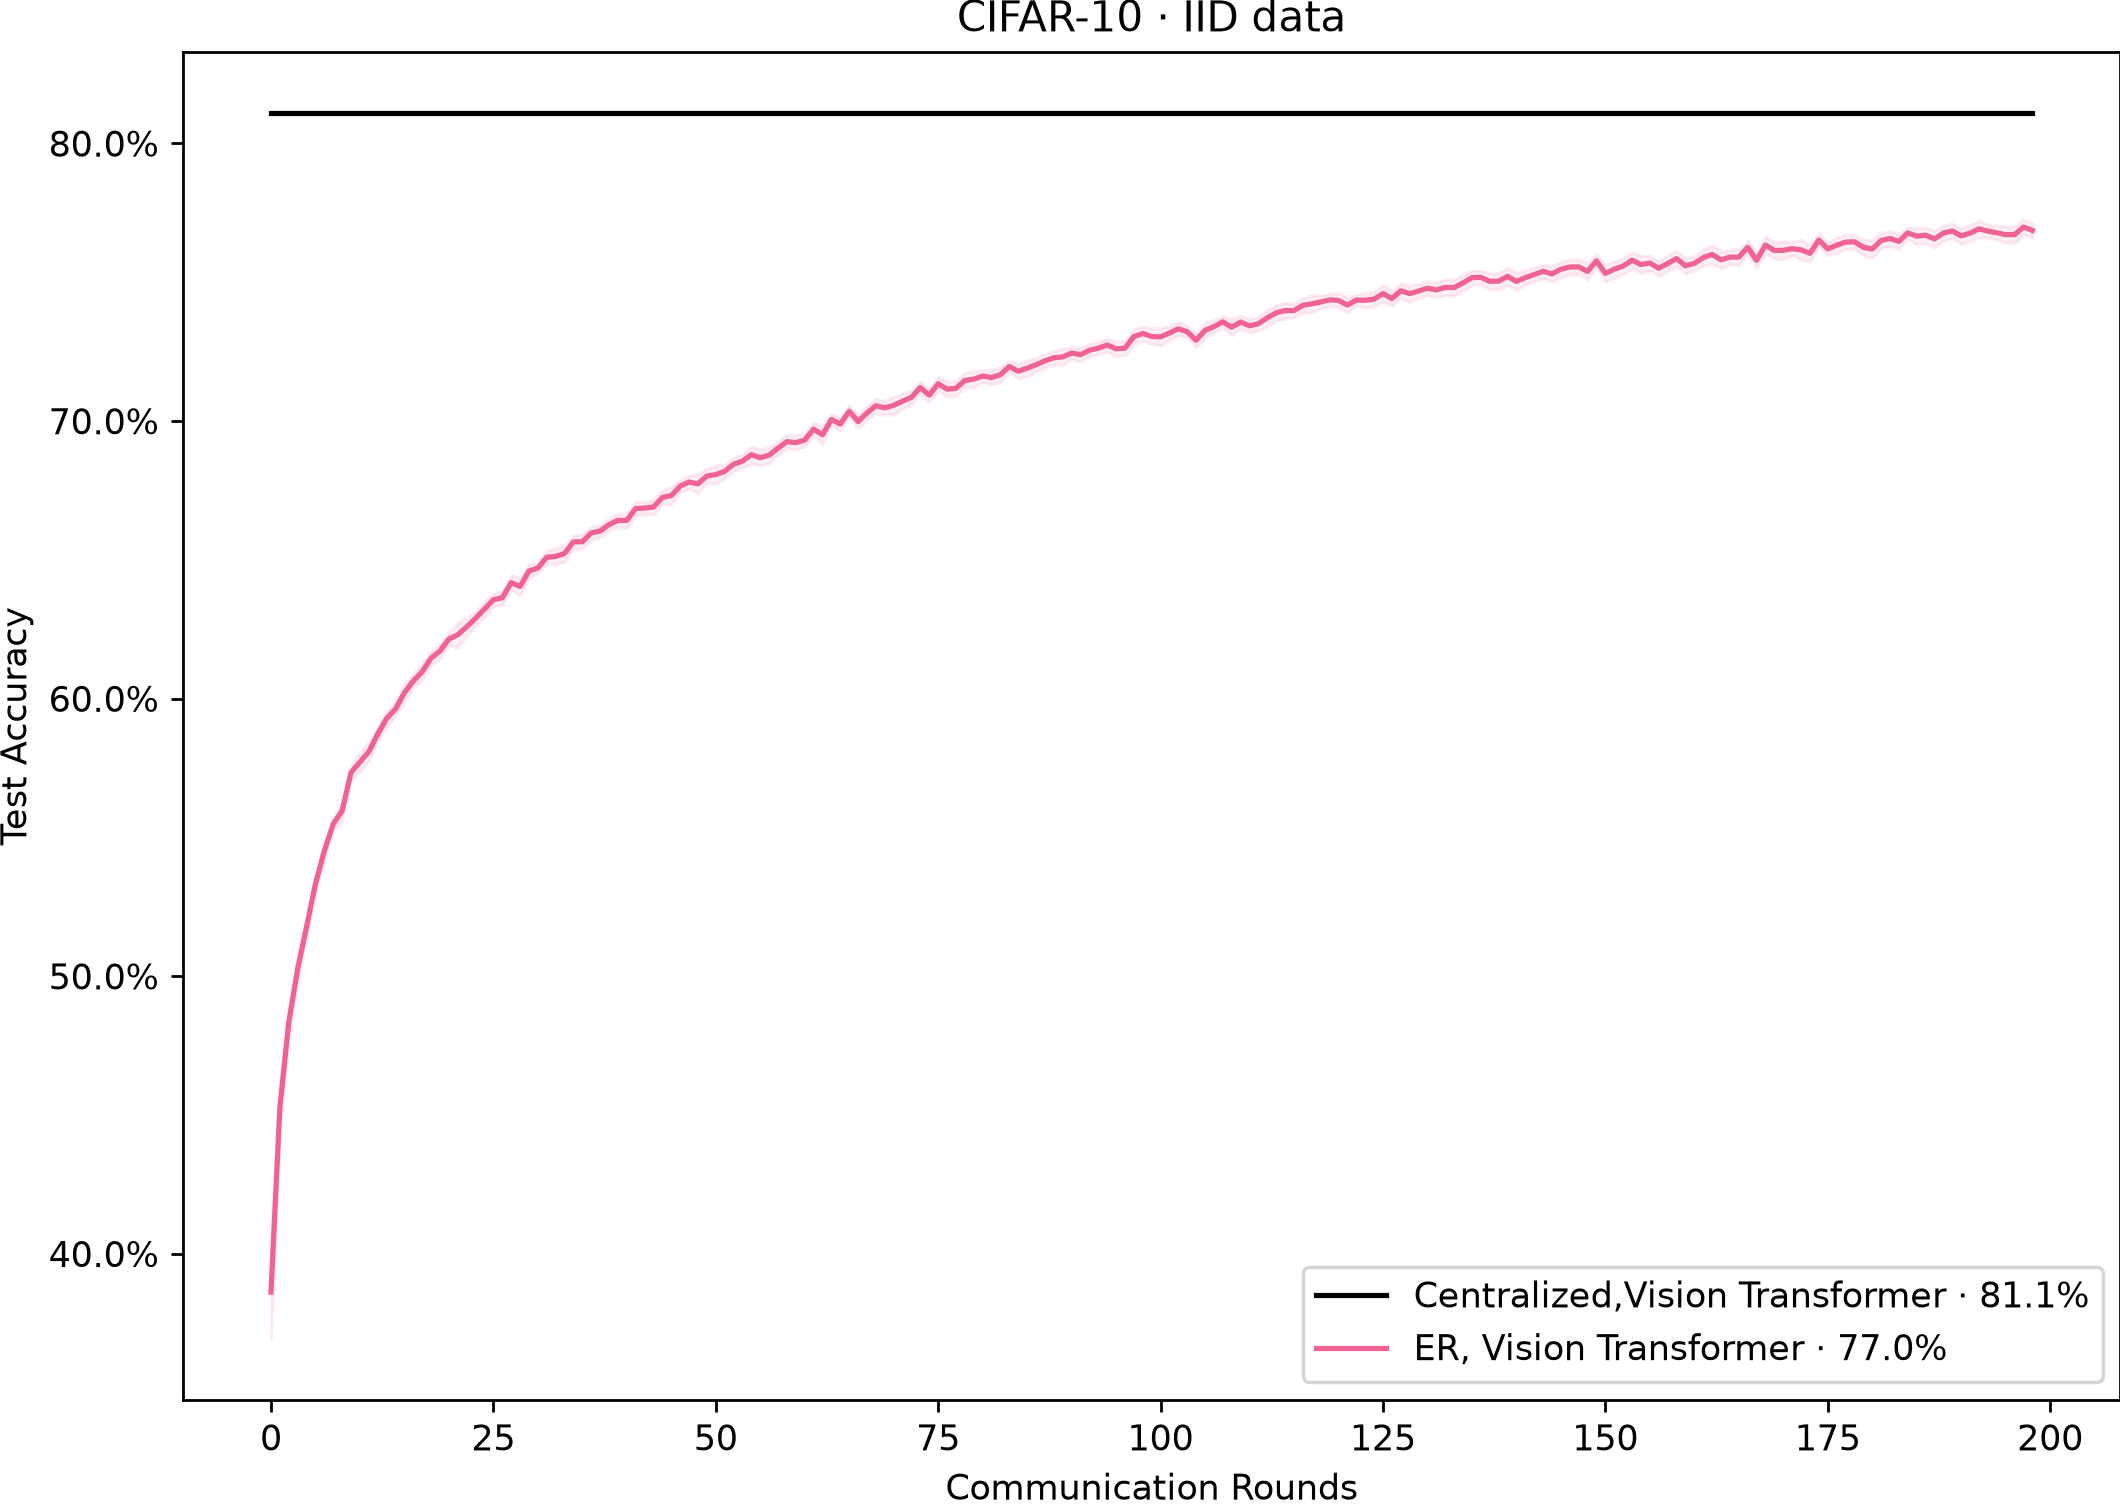 CIFAR-10 · IID data
80.0%
70.0%
60.0%
50.0%
40.0%
Test Accuracy
Centralized,Vision Transformer · 81.1%
ER, Vision Transformer · 77.0%
0 25 50 75 100 125 150 175 200
Communication Rounds